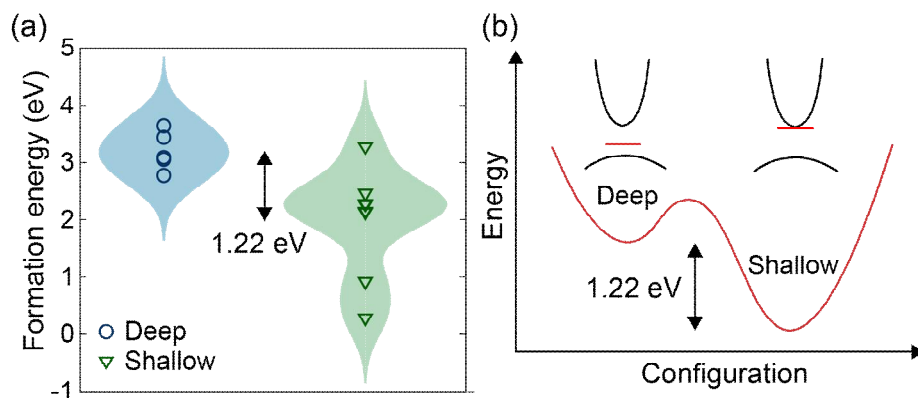 (a)
Formation energy (eV)
5
4
3
2
1
0
-1
1.22 eV
Deep
Shallow
(b)
Energy
Deep
Shallow
1.22 eV
Configuration